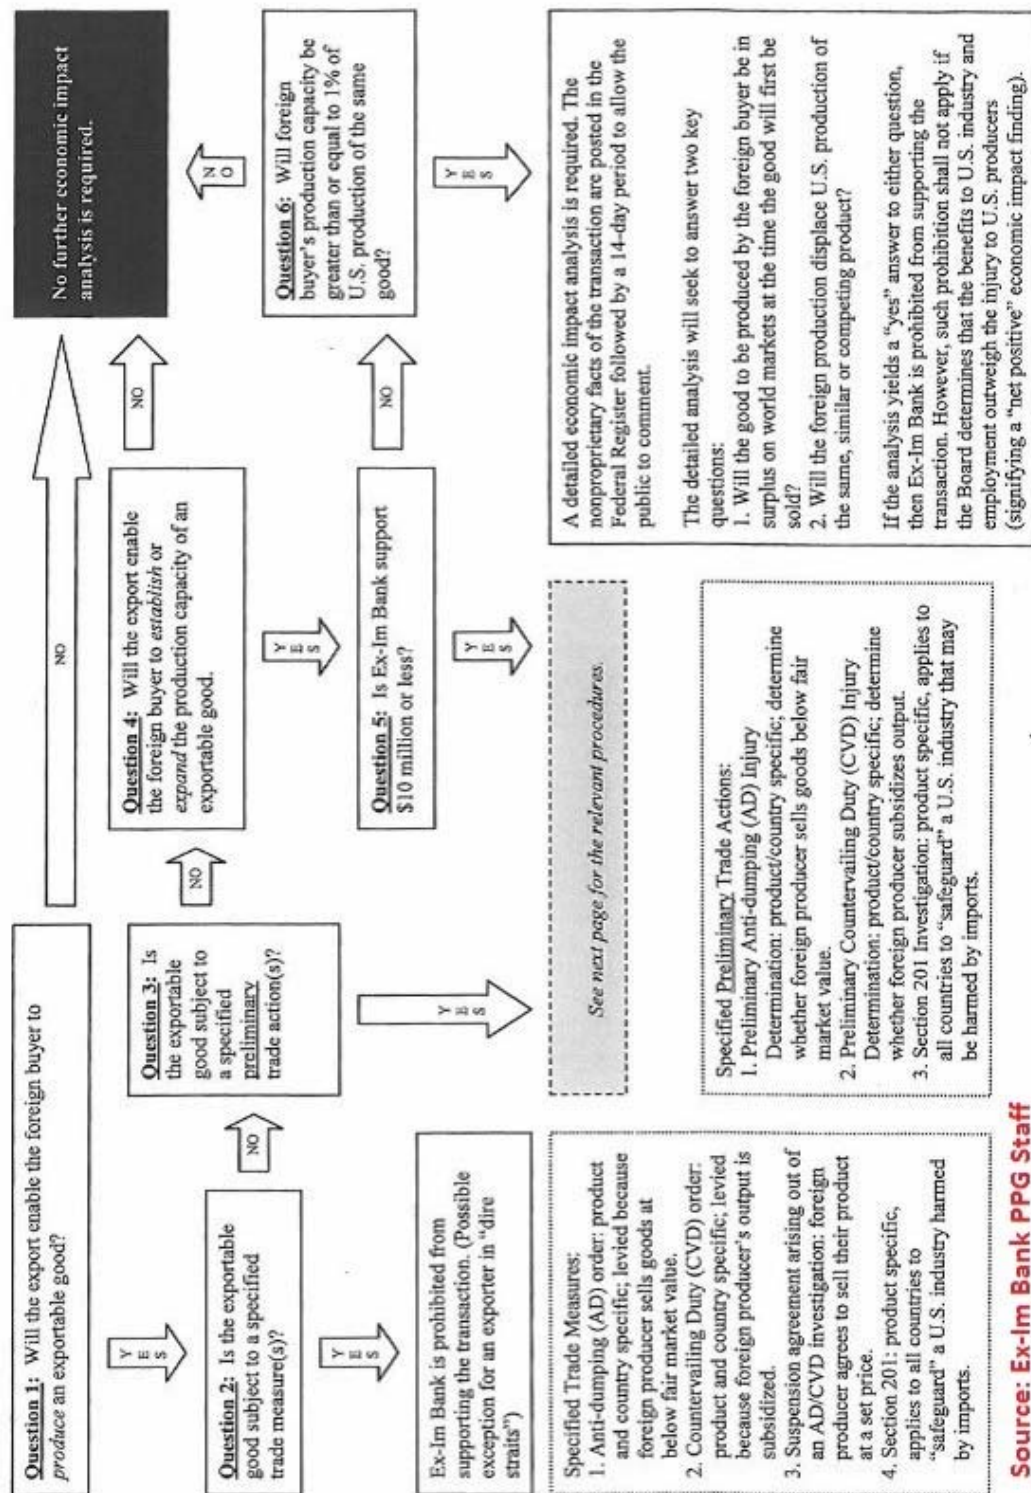 Question 1: Will the export enable the foreign buyer to
produce an exportable good?
NO
No further economic impact
analysis is required.
YES
Question 2: Is the exportable
good subject to a specified
trade measure(s)?
NO
Question 3: Is
the exportable
good subject to
a specified
preliminary
trade action(s)?
NO
Question 4: Will the export enable
the foreign buyer to establish or
expand the production capacity of an
exportable good.
NO
NO
YES
Question 5: Is Ex-Im Bank support
$10 million or less?
NO
Question 6: Will foreign
buyer's production capacity be
greater than or equal to 1% of
U.S. production of the same
good?
YES
YES
YES
YES
Ex-Im Bank is prohibited from
supporting the transaction. (Possible
exception for an exporter in “dire
straits”)
See next page for the relevant procedures.
A detailed economic impact analysis is required. The
nonproprietary facts of the transaction are posted in the
Federal Register followed by a 14-day period to allow the
public to comment.
The detailed analysis will seek to answer two key
questions:
1. Will the good to be produced by the foreign buyer be in
surplus on world markets at the time the good will first be
sold?
2. Will the foreign production displace U.S. production of
the same, similar or competing product?
If the analysis yields a “yes” answer to either question,
then Ex-Im Bank is prohibited from supporting the
transaction. However, such prohibition shall not apply if
the Board determines that the benefits to U.S. industry and
employment outweigh the injury to U.S. producers
(signifying a “net positive” economic impact finding).
Specified Trade Measures:
1. Anti-dumping (AD) order: product
and country specific; levied because
foreign producer sells goods at
below fair market value.
2. Countervailing Duty (CVD) order:
product and country specific; levied
because foreign producer's output is
subsidized.
3. Suspension agreement arising out of
an AD/CVD investigation: foreign
producer agrees to sell their product
at a set price.
4. Section 201: product specific,
applies to all countries to
“safeguard” a U.S. industry harmed
by imports.
Specified Preliminary Trade Actions:
1. Preliminary Anti-dumping (AD) Injury
Determination: product/country specific; determine
whether foreign producer sells goods below fair
market value.
2. Preliminary Countervailing Duty (CVD) Injury
Determination: product/country specific; determine
whether foreign producer subsidizes output.
3. Section 201 Investigation: product specific, applies to
all countries to “safeguard” a U.S. industry that may
be harmed by imports.
Source: Ex-Im Bank PPG Staff